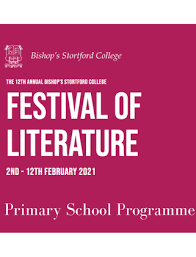 Bishop's Stortford College
THE 12TH ANNUAL BISHOP'S STORTFORD COLLEGE
FESTIVAL OF
LITERATURE
2ND - 12TH FEBRUARY 2021
Primary School Programme